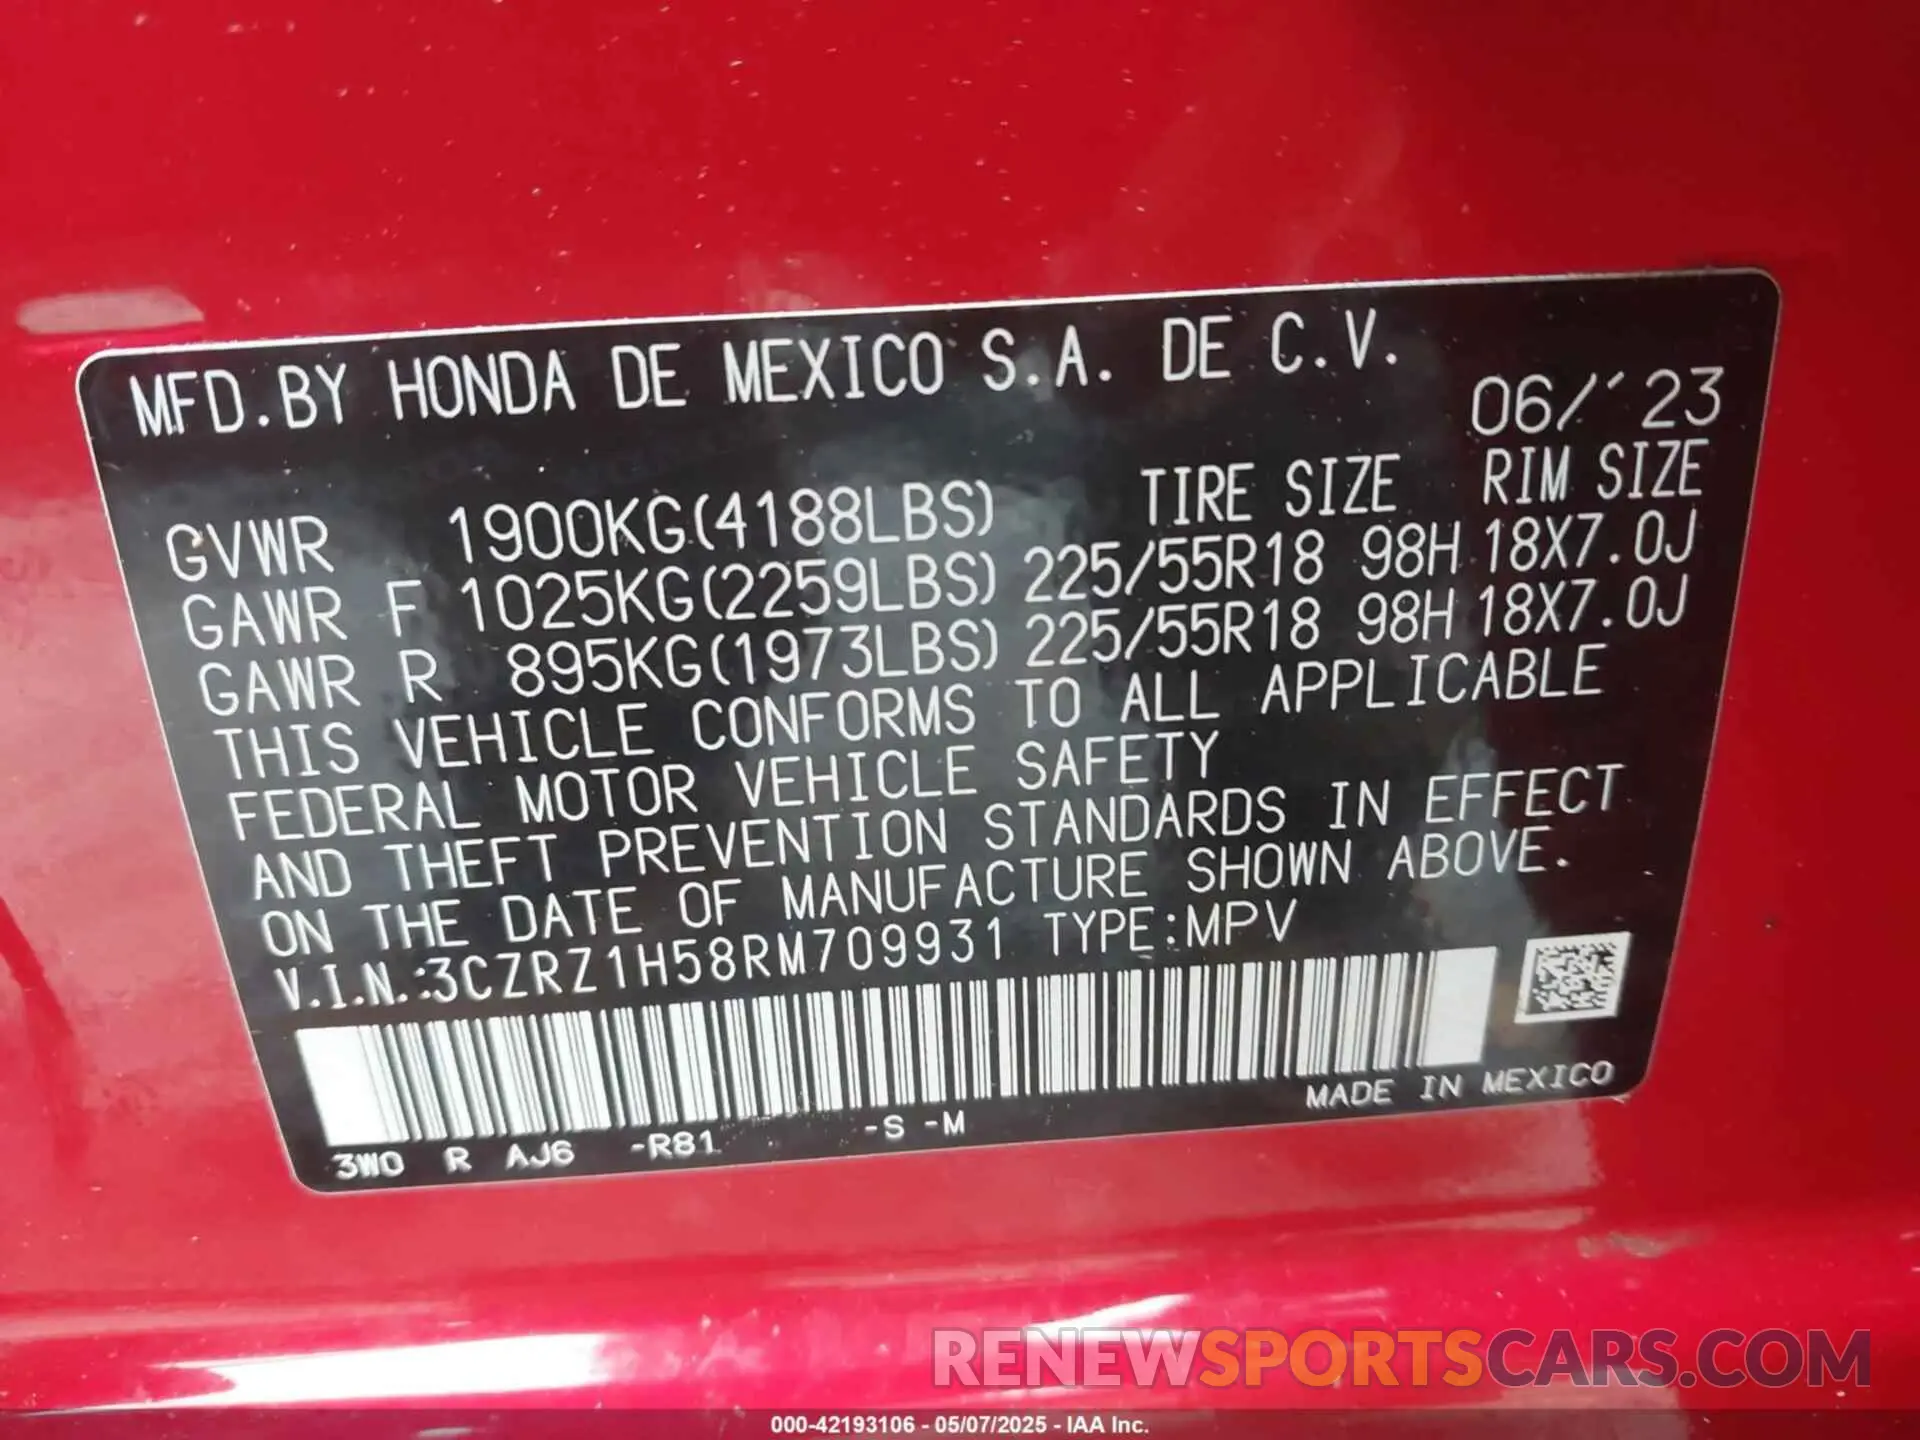 MFD.BY HONDA DE MEXICO S.A. DE C.V.
06/'23
GVWR 1900KG(4188LBS) TIRE SIZE RIM SIZE
GAWR F 1025KG(2259LBS) 225/55R18 98H 18X7.0J
GAWR R 895KG(1973LBS) 225/55R18 98H 18X7.0J
THIS VEHICLE CONFORMS TO ALL APPLICABLE
FEDERAL MOTOR VEHICLE SAFETY
AND THEFT PREVENTION STANDARDS IN EFFECT
ON THE DATE OF MANUFACTURE SHOWN ABOVE.
V.I.N.:3CZRZ1H58RM709931 TYPE:MPV
MADE IN MEXICO
3W0 R AJ6 -R81 -S -M
RENEWSPORTSCARS.COM
000-42193106 - 05/07/2025 - IAA Inc.